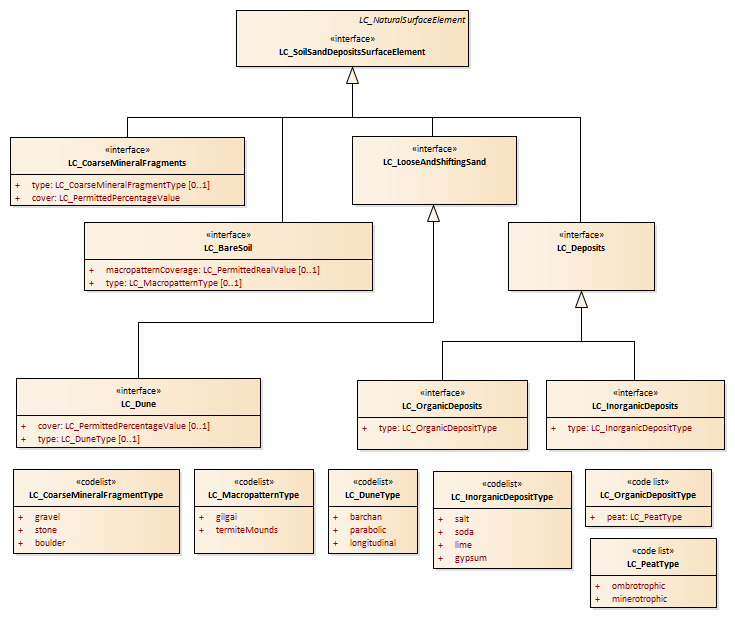 LC_NaturalSurfaceElement
«interface»
LC_SoilSandDepositsSurfaceElement
«interface»
LC_CoarseMineralFragments
+ type: LC_CoarseMineralFragmentType [0..1]
+ cover: LC_PermittedPercentageValue
«interface»
LC_LooseAndShiftingSand
«interface»
LC_BareSoil
+ macropatternCoverage: LC_PermittedRealValue [0..1]
+ type: LC_MacropatternType [0..1]
«interface»
LC_Deposits
«interface»
LC_Dune
+ cover: LC_PermittedPercentageValue [0..1]
+ type: LC_DuneType [0..1]
«interface»
LC_OrganicDeposits
+ type: LC_OrganicDepositType
«interface»
LC_InorganicDeposits
+ type: LC_InorganicDepositType
«codelist»
LC_CoarseMineralFragmentType
+ gravel
+ stone
+ boulder
«codelist»
LC_MacropatternType
+ gilgai
+ termiteMounds
«codelist»
LC_DuneType
+ barchan
+ parabolic
+ longitudinal
«codelist»
LC_InorganicDepositType
+ salt
+ soda
+ lime
+ gypsum
«code list»
LC_OrganicDepositType
+ peat: LC_PeatType
«code list»
LC_PeatType
+ ombrotrophic
+ minerotrophic